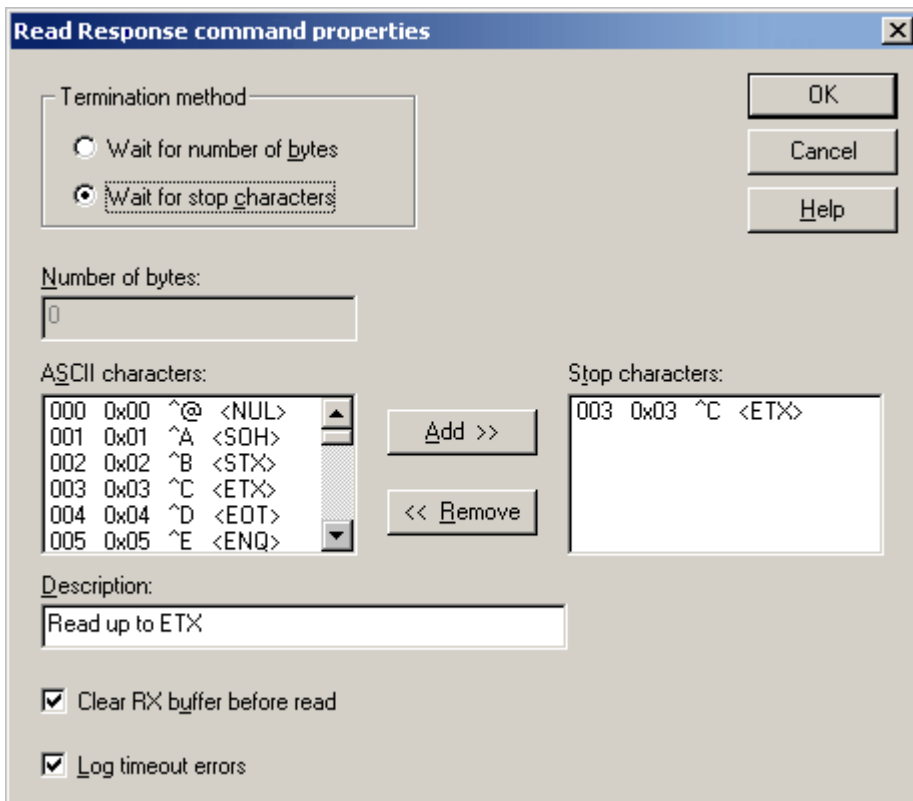 Read Response command properties
Termination method
OK
Wait for number of bytes
Cancel
Wait for stop characters
Help
Number of bytes:
0
ASCII characters:
Stop characters:
000 0x00 ^@ <NUL>
001 0x01 ^A <SOH>
002 0x02 ^B <STX>
003 0x03 ^C <ETX>
004 0x04 ^D <EOT>
005 0x05 ^E <ENQ>
Add >>
<< Remove
003 0x03 ^C <ETX>
Description:
Read up to ETX
Clear RX buffer before read
Log timeout errors